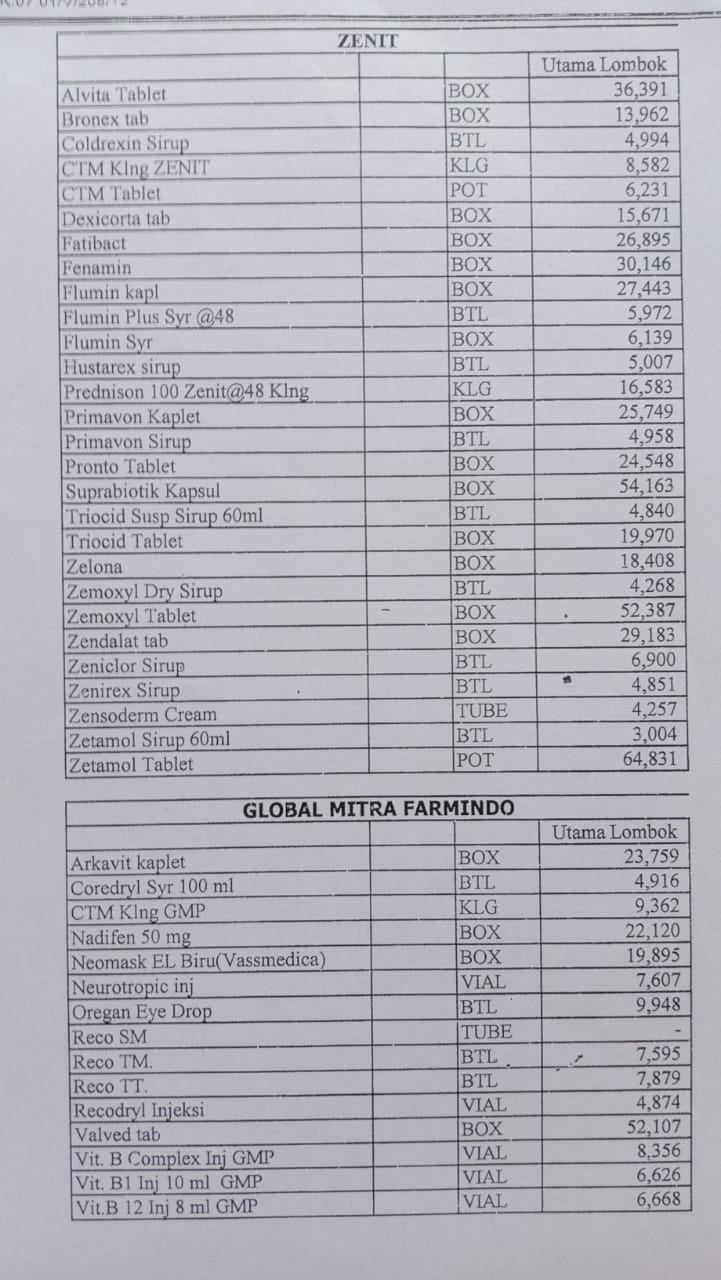 ZENIT
Utama Lombok
Alvita Tablet BOX 36,391
Bronex tab BOX 13,962
Coldrexin Sirup BTL 4,994
CTM Klng ZENIT KLG 8,582
CTM Tablet POT 6,231
Dexicorta tab BOX 15,671
Fatibact BOX 26,895
Fenamin BOX 30,146
Flumin kapl BOX 27,443
Flumin Plus Syr @48 BTL 5,972
Flumin Syr BOX 6,139
Hustarex sirup BTL 5,007
Prednison 100 Zenit@48 Klng KLG 16,583
Primavon Kaplet BOX 25,749
Primavon Sirup BTL 4,958
Pronto Tablet BOX 24,548
Suprabiotik Kapsul BOX 54,163
Triocid Susp Sirup 60ml BTL 4,840
Triocid Tablet BOX 19,970
Zelona BOX 18,408
Zemoxyl Dry Sirup BTL 4,268
Zemoxyl Tablet BOX 52,387
Zendalat tab BOX 29,183
Zeniclor Sirup BTL 6,900
Zenirex Sirup BTL 4,851
Zensoderm Cream TUBE 4,257
Zetamol Sirup 60ml BTL 3,004
Zetamol Tablet POT 64,831
GLOBAL MITRA FARMINDO
Utama Lombok
Arkavit kaplet BOX 23,759
Coredryl Syr 100 ml BTL 4,916
CTM Klng GMP KLG 9,362
Nadifen 50 mg BOX 22,120
Neomask EL Biru(Vassmedica) BOX 19,895
Neurotropic inj VIAL 7,607
Oregan Eye Drop BTL 9,948
Reco SM TUBE -
Reco TM. BTL 7,595
Reco TT. BTL 7,879
Recodryl Injeksi VIAL 4,874
Valved tab BOX 52,107
Vit. B Complex Inj GMP VIAL 8,356
Vit. B1 Inj 10 ml GMP VIAL 6,626
Vit.B 12 Inj 8 ml GMP VIAL 6,668